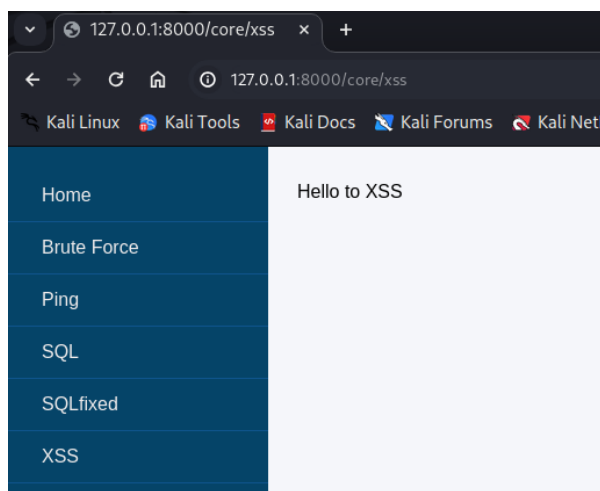 127.0.0.1:8000/core/xss
127.0.0.1:8000/core/xss
Kali Linux Kali Tools Kali Docs Kali Forums Kali Net
Home
Hello to XSS
Brute Force
Ping
SQL
SQLfixed
XSS